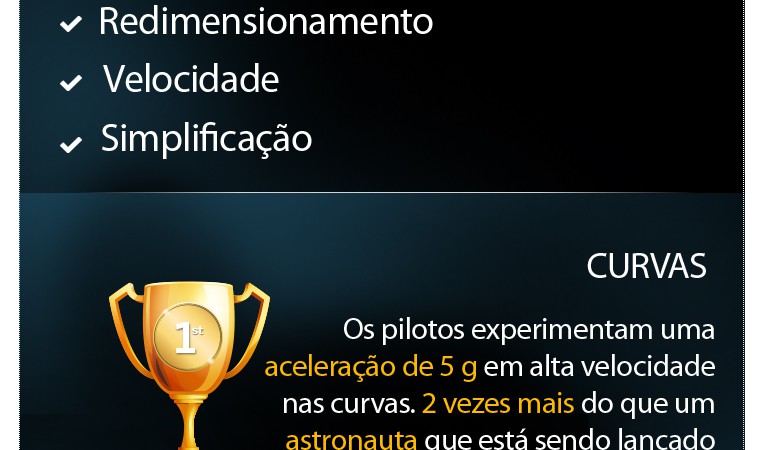 Redimensionamento
Velocidade
Simplificação
CURVAS
1st
Os pilotos experimentam uma
aceleração de 5 g em alta velocidade
nas curvas. 2 vezes mais do que um
astronauta que está sendo lançado